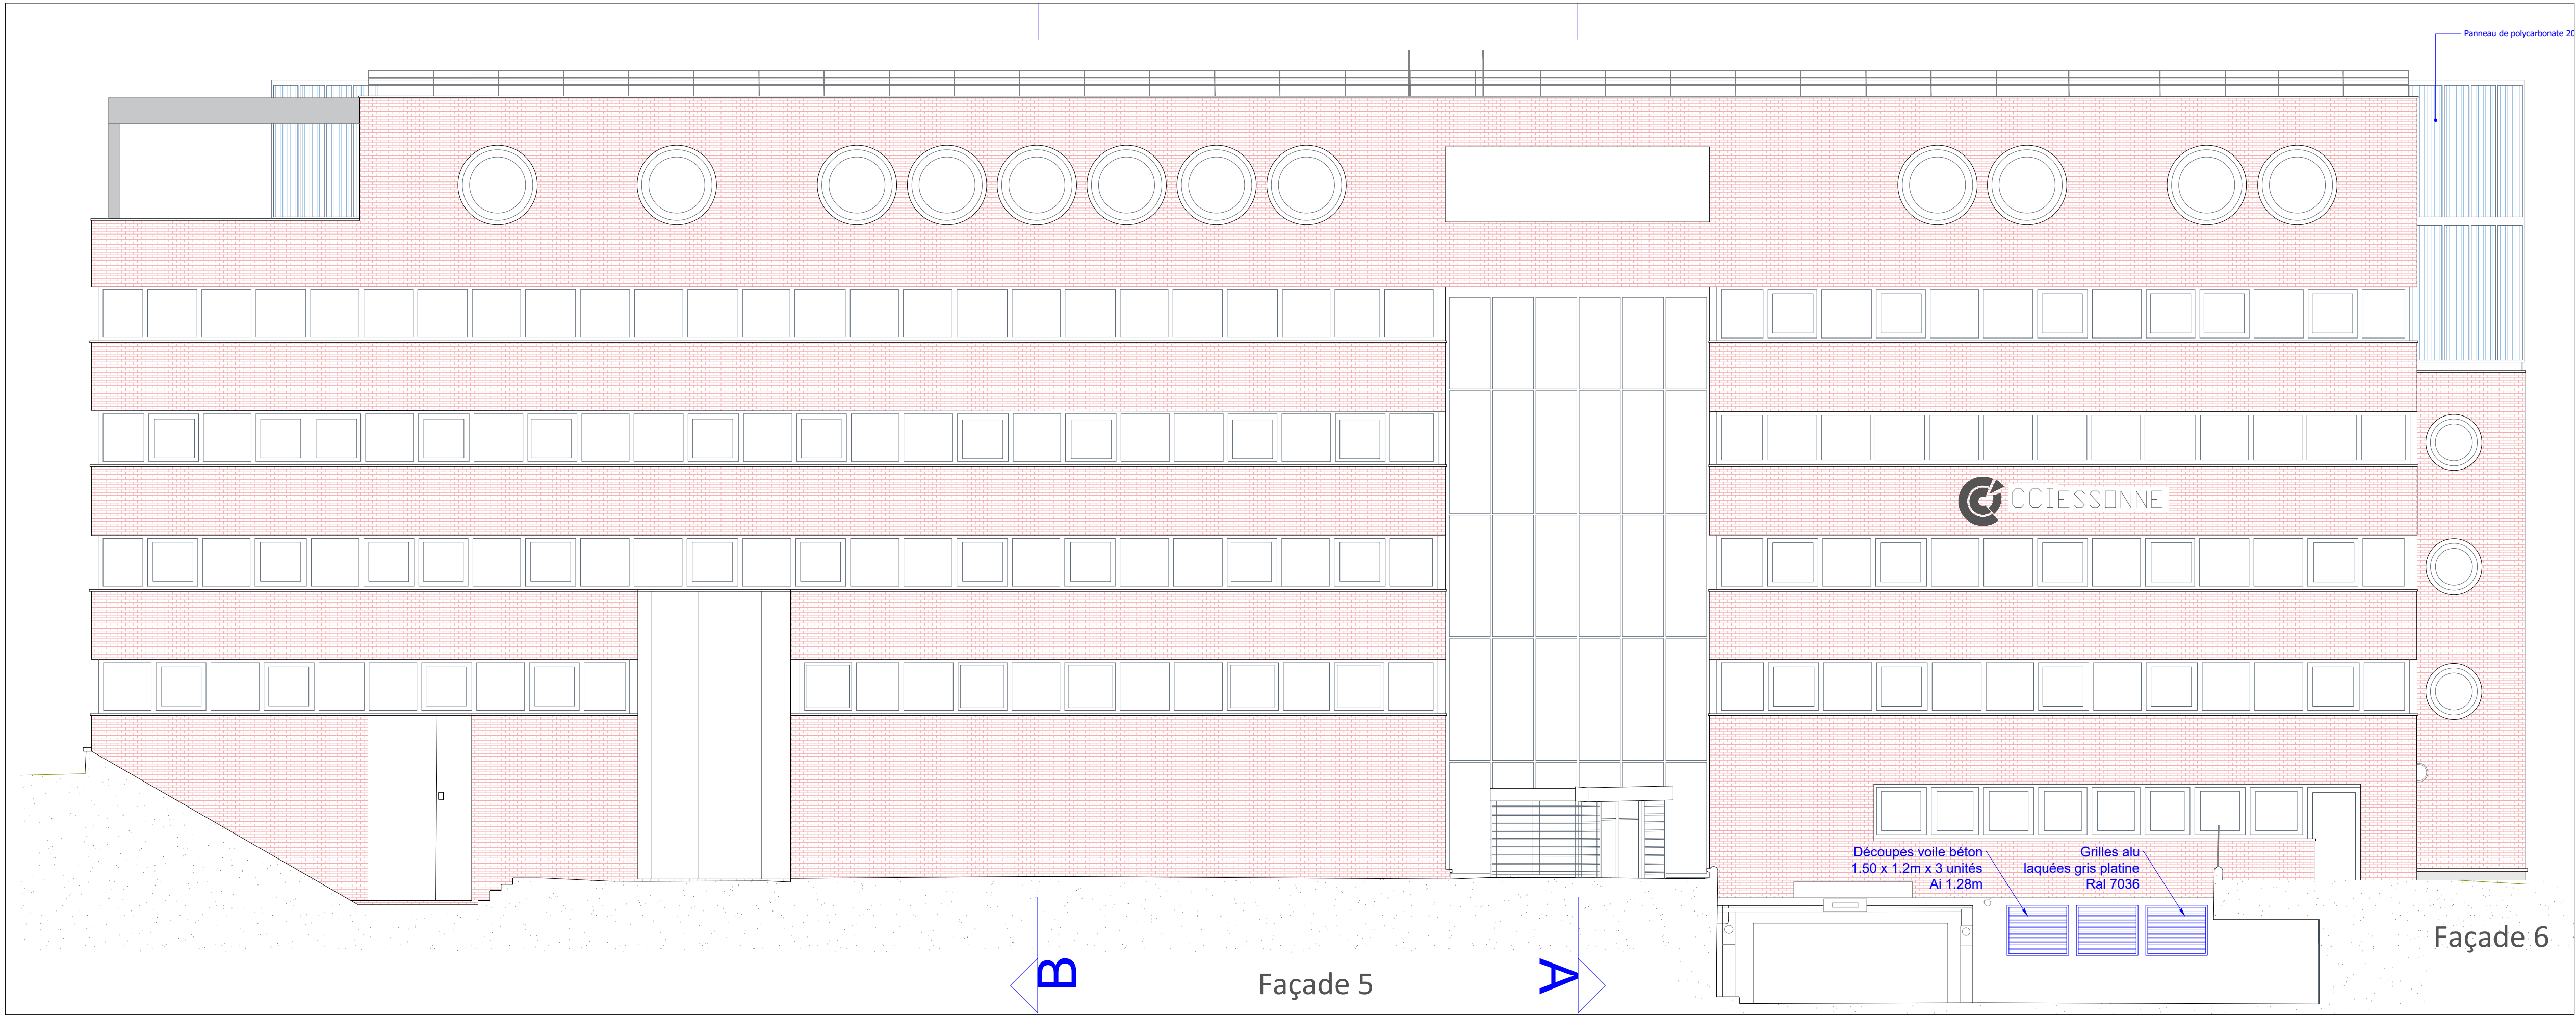 Panneau de polycarbonate 20
CCIESSONNE
Découpes voile béton
1.50 x 1.2m x 3 unités
Ai 1.28m
Grilles alu
laquées gris platine
Ral 7036
Façade 6
B
Façade 5
A